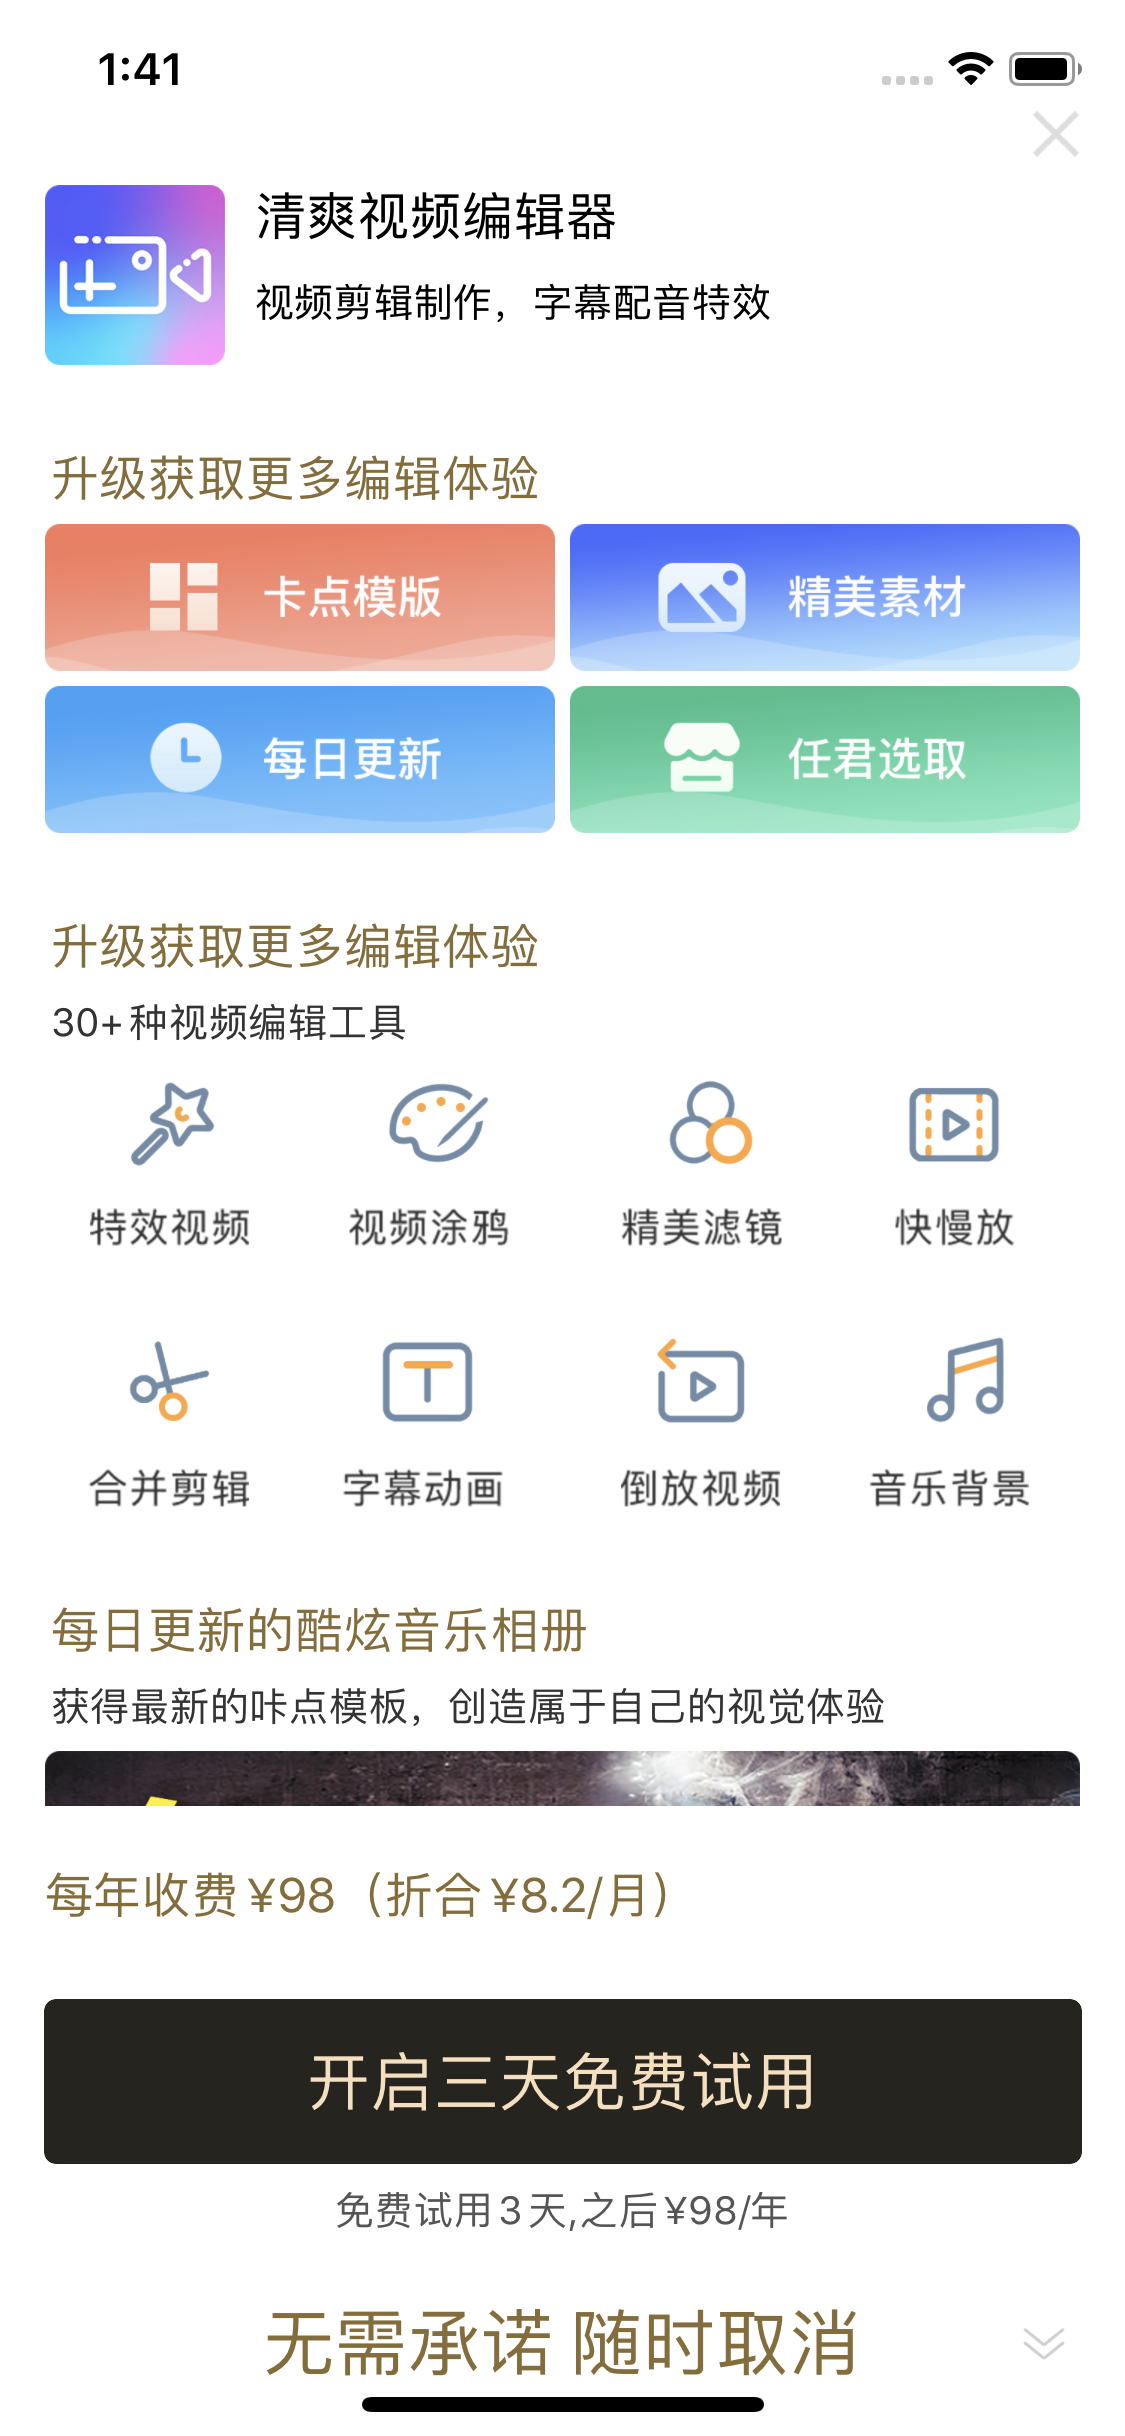 1:41
清爽视频编辑器
视频剪辑制作，字幕配音特效
升级获取更多编辑体验
卡点模版
精美素材
每日更新
任君选取
升级获取更多编辑体验
30+种视频编辑工具
特效视频 视频涂鸦 精美滤镜 快慢放
合并剪辑 字幕动画 倒放视频 音乐背景
每日更新的酷炫音乐相册
获得最新的咔点模板，创造属于自己的视觉体验
每年收费¥98（折合¥8.2/月）
开启三天免费试用
免费试用3天,之后¥98/年
无需承诺 随时取消